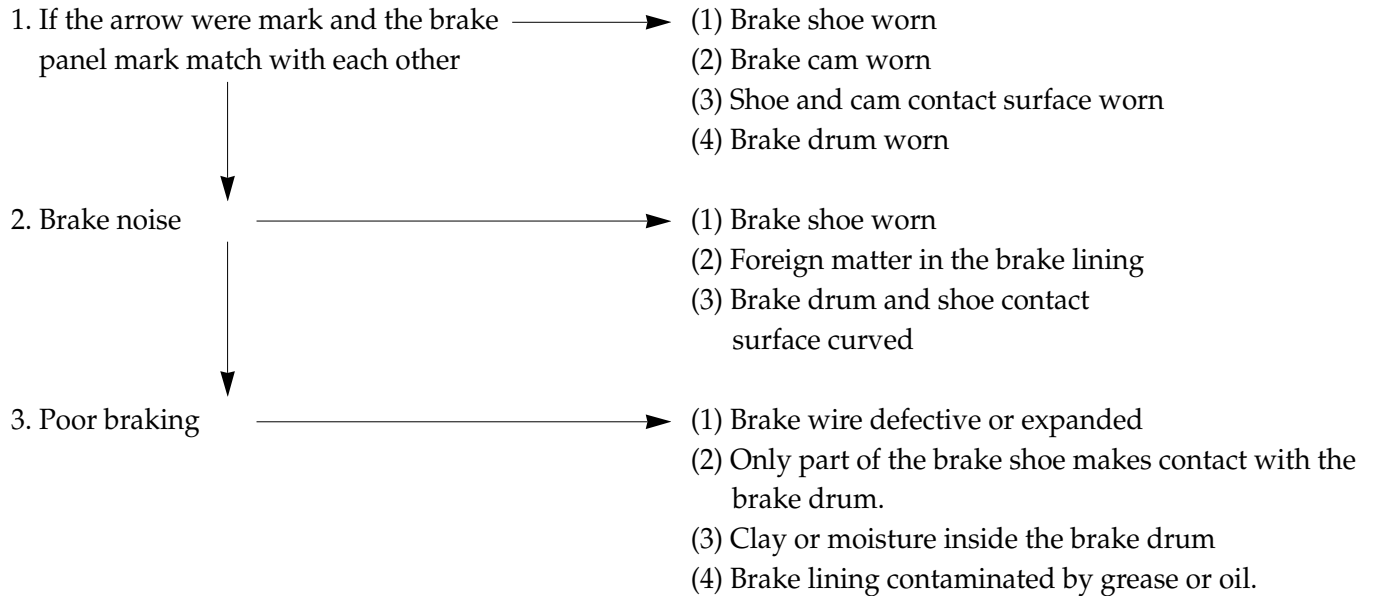 1. If the arrow were mark and the brake
panel mark match with each other
(1) Brake shoe worn
(2) Brake cam worn
(3) Shoe and cam contact surface worn
(4) Brake drum worn
2. Brake noise
(1) Brake shoe worn
(2) Foreign matter in the brake lining
(3) Brake drum and shoe contact
surface curved
3. Poor braking
(1) Brake wire defective or expanded
(2) Only part of the brake shoe makes contact with the
brake drum.
(3) Clay or moisture inside the brake drum
(4) Brake lining contaminated by grease or oil.